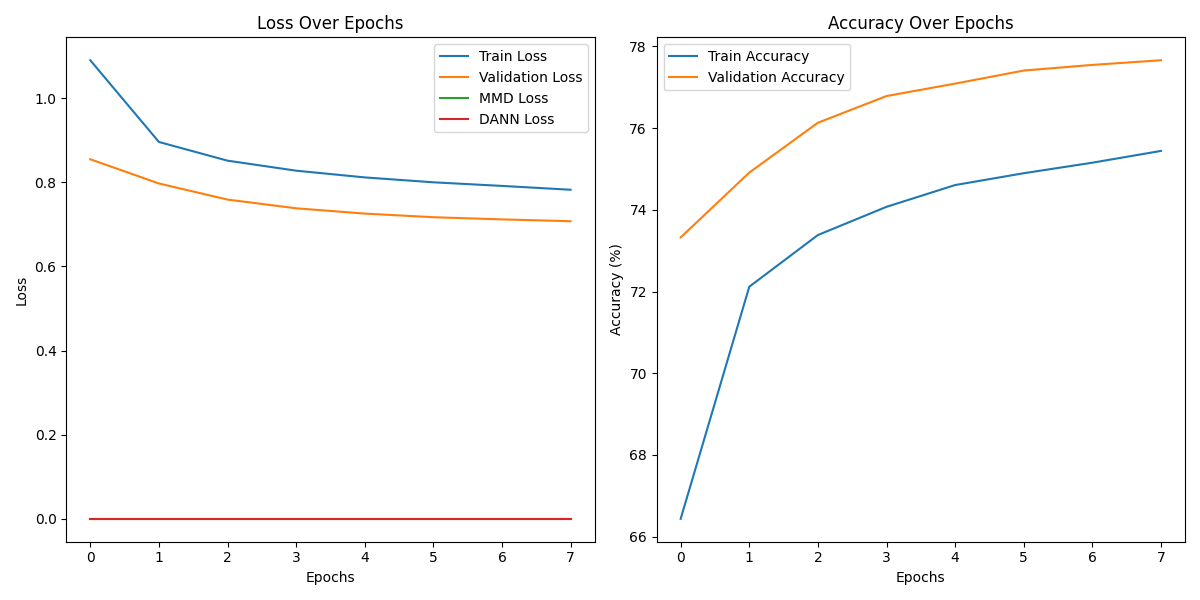 Loss Over Epochs
Train Loss
Validation Loss
MMD Loss
DANN Loss
1.0
0.8
0.6
0.4
0.2
0.0
Loss
0 1 2 3 4 5 6 7
Epochs
Accuracy Over Epochs
Train Accuracy
Validation Accuracy
78
76
74
72
70
68
66
Accuracy (%)
0 1 2 3 4 5 6 7
Epochs